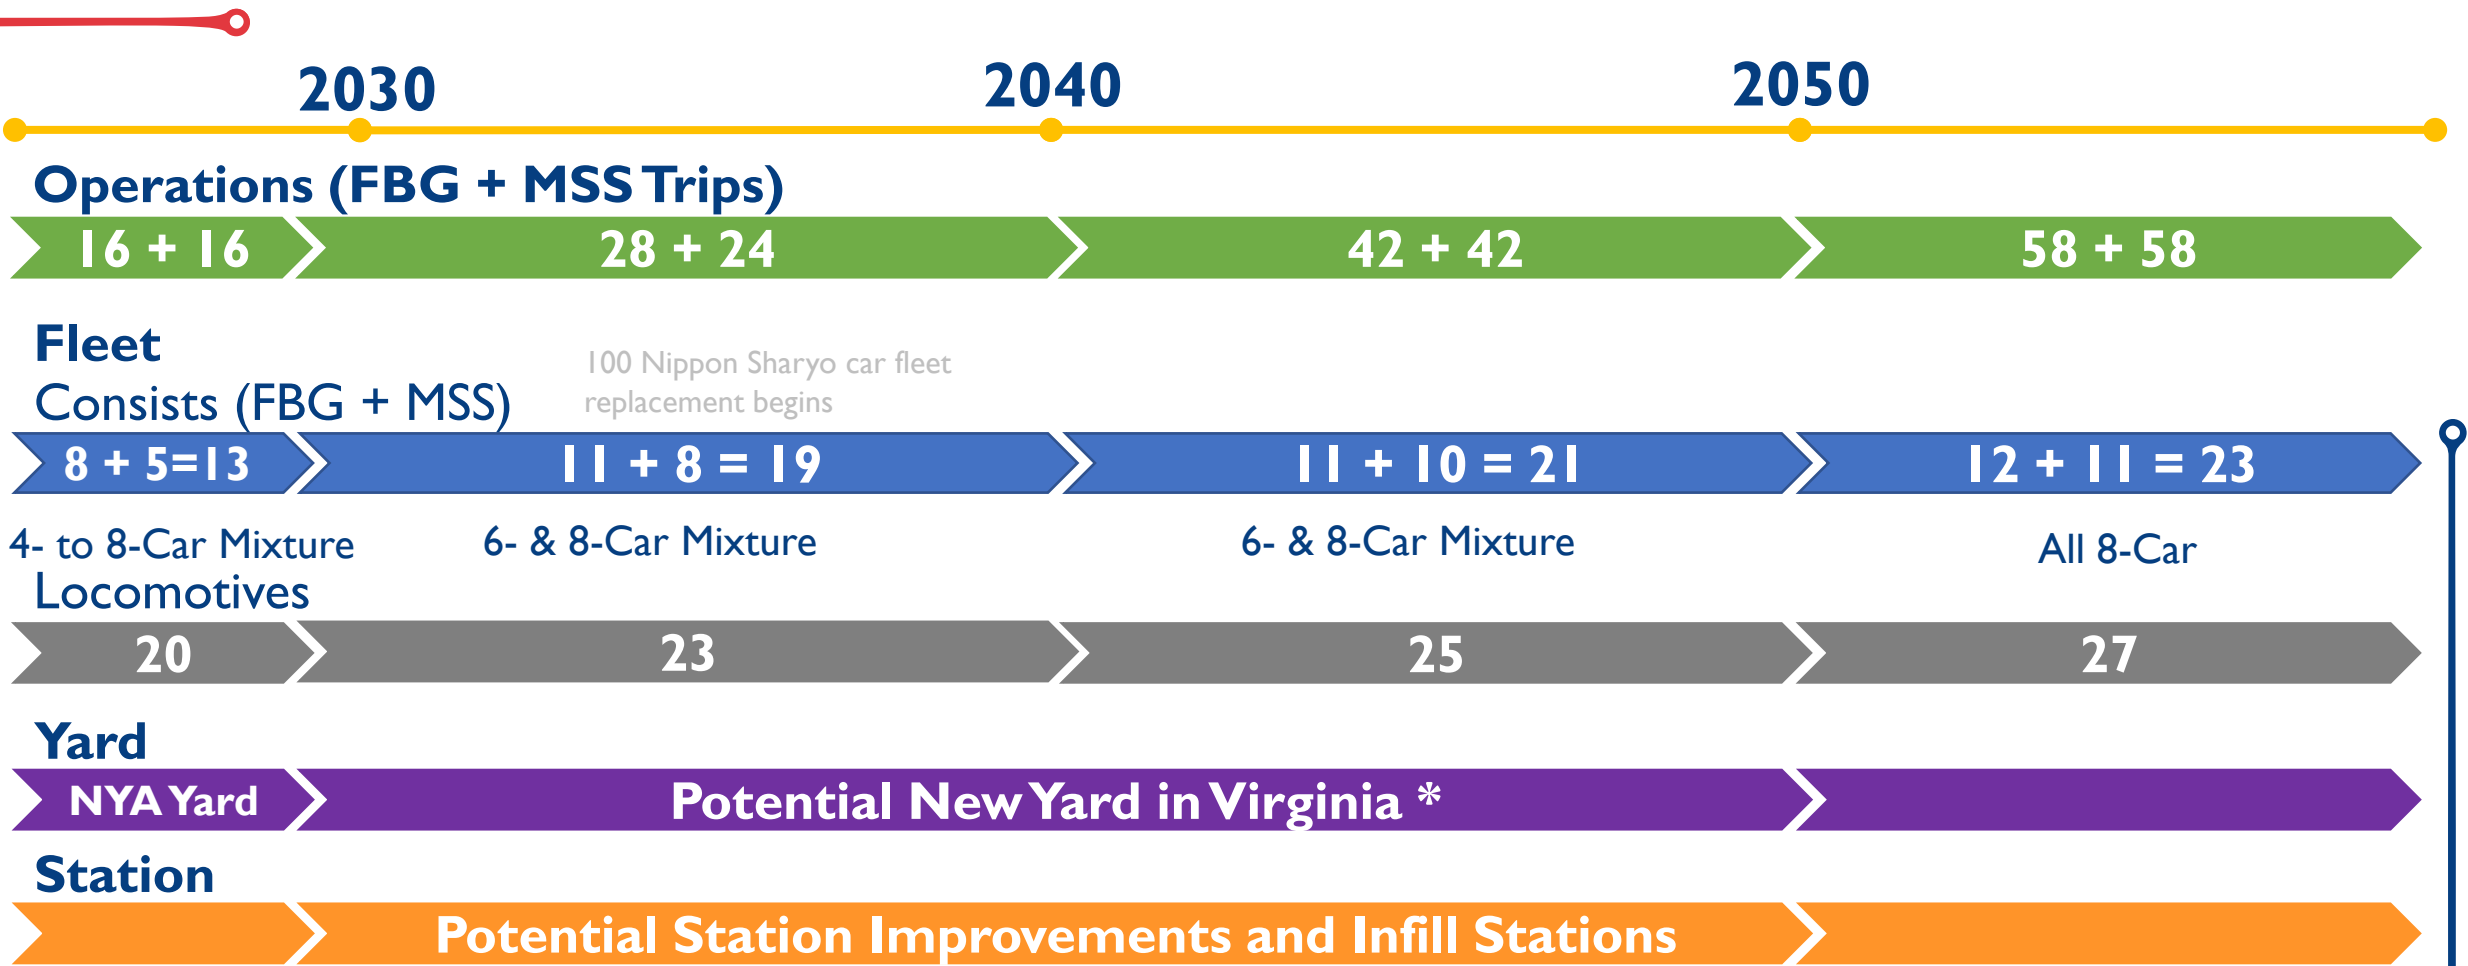 2030 2040 2050
Operations (FBG + MSS Trips)
16 + 16 28 + 24 42 + 42 58 + 58
Fleet
100 Nippon Sharyo car fleet
Consists (FBG + MSS)
replacement begins
8 + 5=13 11 + 8 = 19 11 + 10 = 21 12 + 11 = 23
4- to 8-Car Mixture 6- & 8-Car Mixture 6- & 8-Car Mixture All 8-Car
Locomotives
20 23 25 27
Yard
NYA Yard Potential New Yard in Virginia *
Station
Potential Station Improvements and Infill Stations